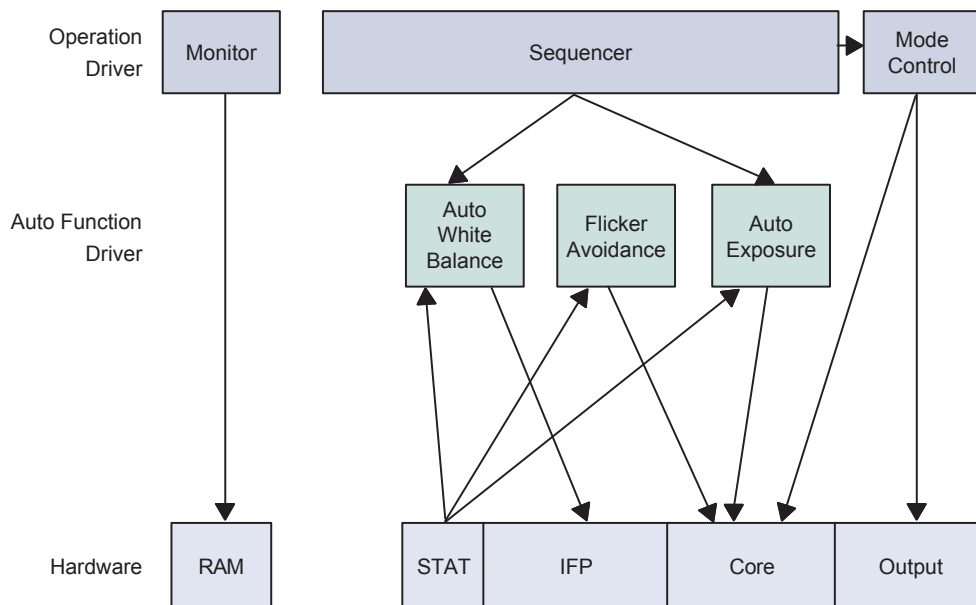 Operation
Driver
Monitor
Sequencer
Mode
Control
Auto Function
Driver
Auto
White
Balance
Flicker
Avoidance
Auto
Exposure
Hardware
RAM
STAT
IFP
Core
Output